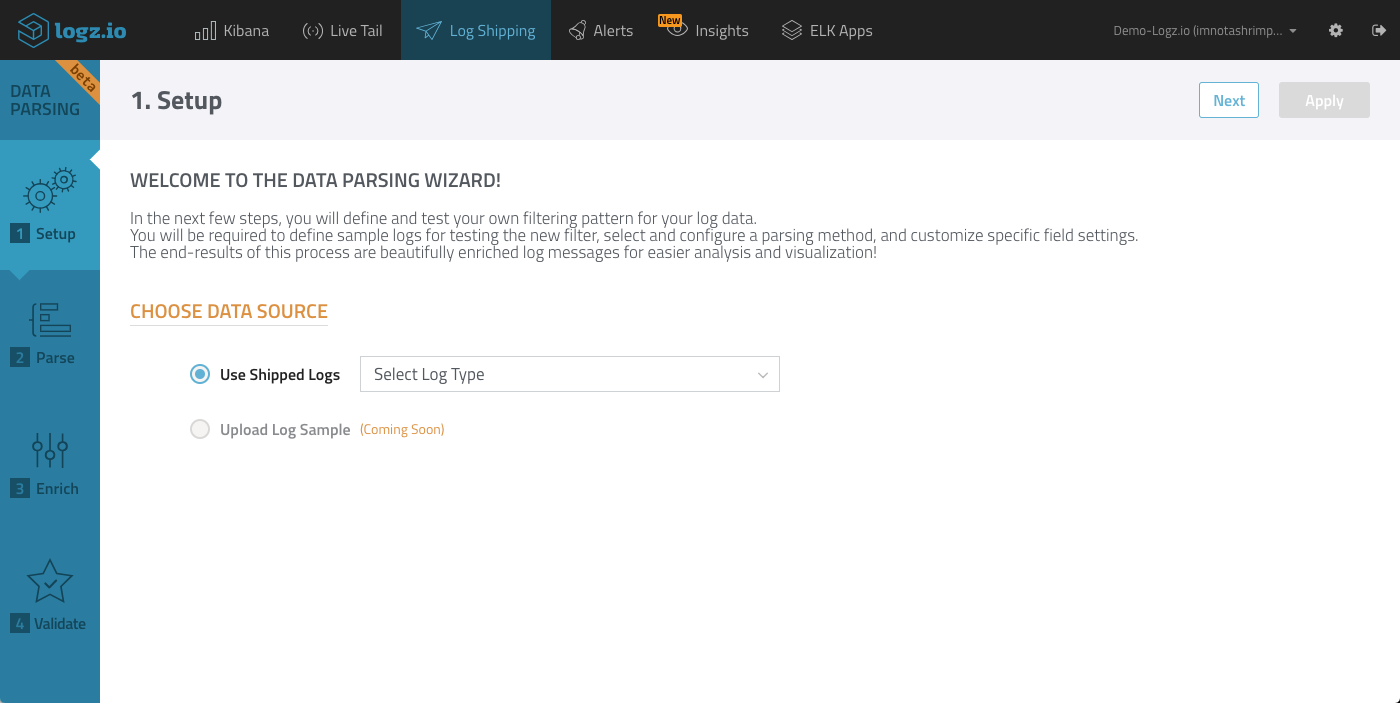 logz.io
Kibana
Live Tail
Log Shipping
Alerts
New
Insights
ELK Apps
Demo-Logz.io (imnotashrimp...
DATA
PARSING
beta
1. Setup
Next
Apply
1 Setup
2 Parse
3 Enrich
4 Validate
WELCOME TO THE DATA PARSING WIZARD!
In the next few steps, you will define and test your own filtering pattern for your log data.
You will be required to define sample logs for testing the new filter, select and configure a parsing method, and customize specific field settings.
The end-results of this process are beautifully enriched log messages for easier analysis and visualization!
CHOOSE DATA SOURCE
Use Shipped Logs
Select Log Type
Upload Log Sample (Coming Soon)